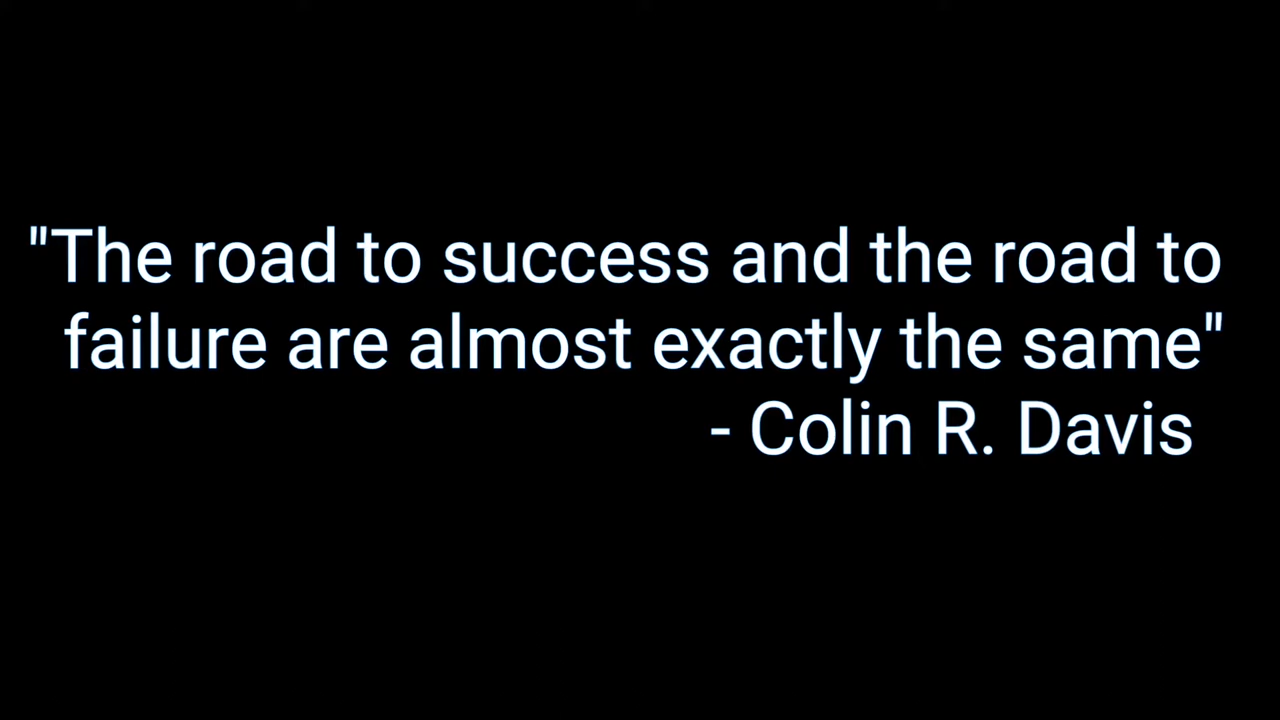 "The road to success and the road to
failure are almost exactly the same"
- Colin R. Davis